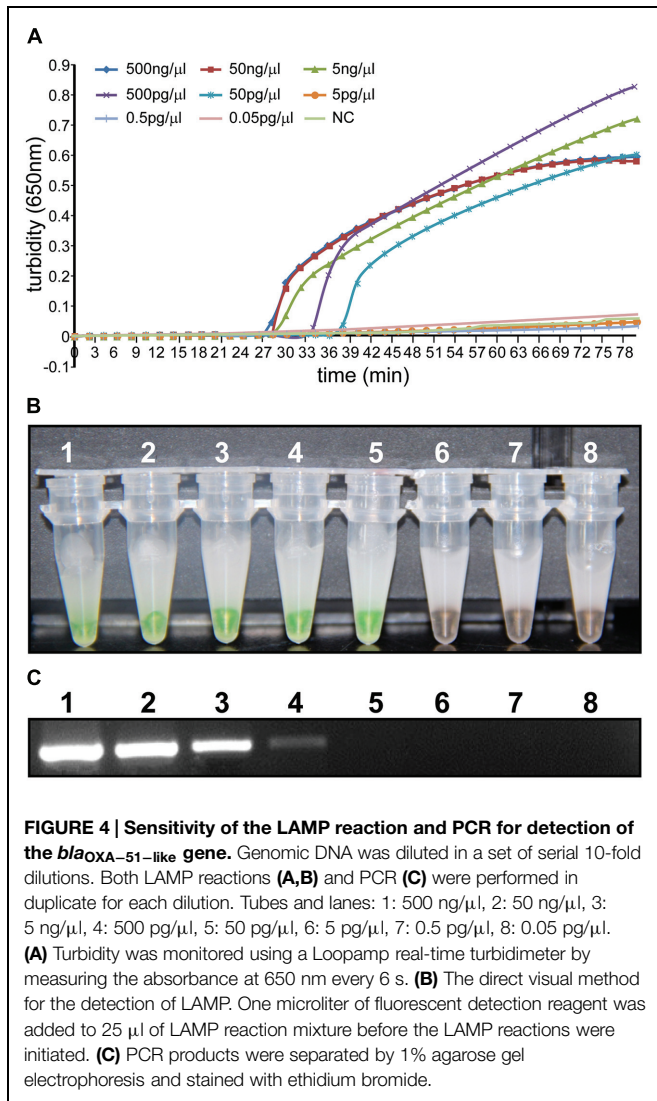 A
0.9
0.8
0.7
0.6
0.5
0.4
0.3
0.2
0.1
0
-0.1
turbidity (650nm)
500ng/μl 50ng/μl 5ng/μl
500pg/μl 50pg/μl 5pg/μl
0.5pg/μl 0.05pg/μl NC
0 3 6 9 12 15 18 21 24 27 30 33 36 39 42 45 48 51 54 57 60 63 66 69 72 75 78
time (min)
B
1 2 3 4 5 6 7 8
C
1 2 3 4 5 6 7 8
FIGURE 4 | Sensitivity of the LAMP reaction and PCR for detection of
the blaOXA–51–like gene. Genomic DNA was diluted in a set of serial 10-fold
dilutions. Both LAMP reactions (A,B) and PCR (C) were performed in
duplicate for each dilution. Tubes and lanes: 1: 500 ng/μl, 2: 50 ng/μl, 3:
5 ng/μl, 4: 500 pg/μl, 5: 50 pg/μl, 6: 5 pg/μl, 7: 0.5 pg/μl, 8: 0.05 pg/μl.
(A) Turbidity was monitored using a Loopamp real-time turbidimeter by
measuring the absorbance at 650 nm every 6 s. (B) The direct visual method
for the detection of LAMP. One microliter of fluorescent detection reagent was
added to 25 μl of LAMP reaction mixture before the LAMP reactions were
initiated. (C) PCR products were separated by 1% agarose gel
electrophoresis and stained with ethidium bromide.